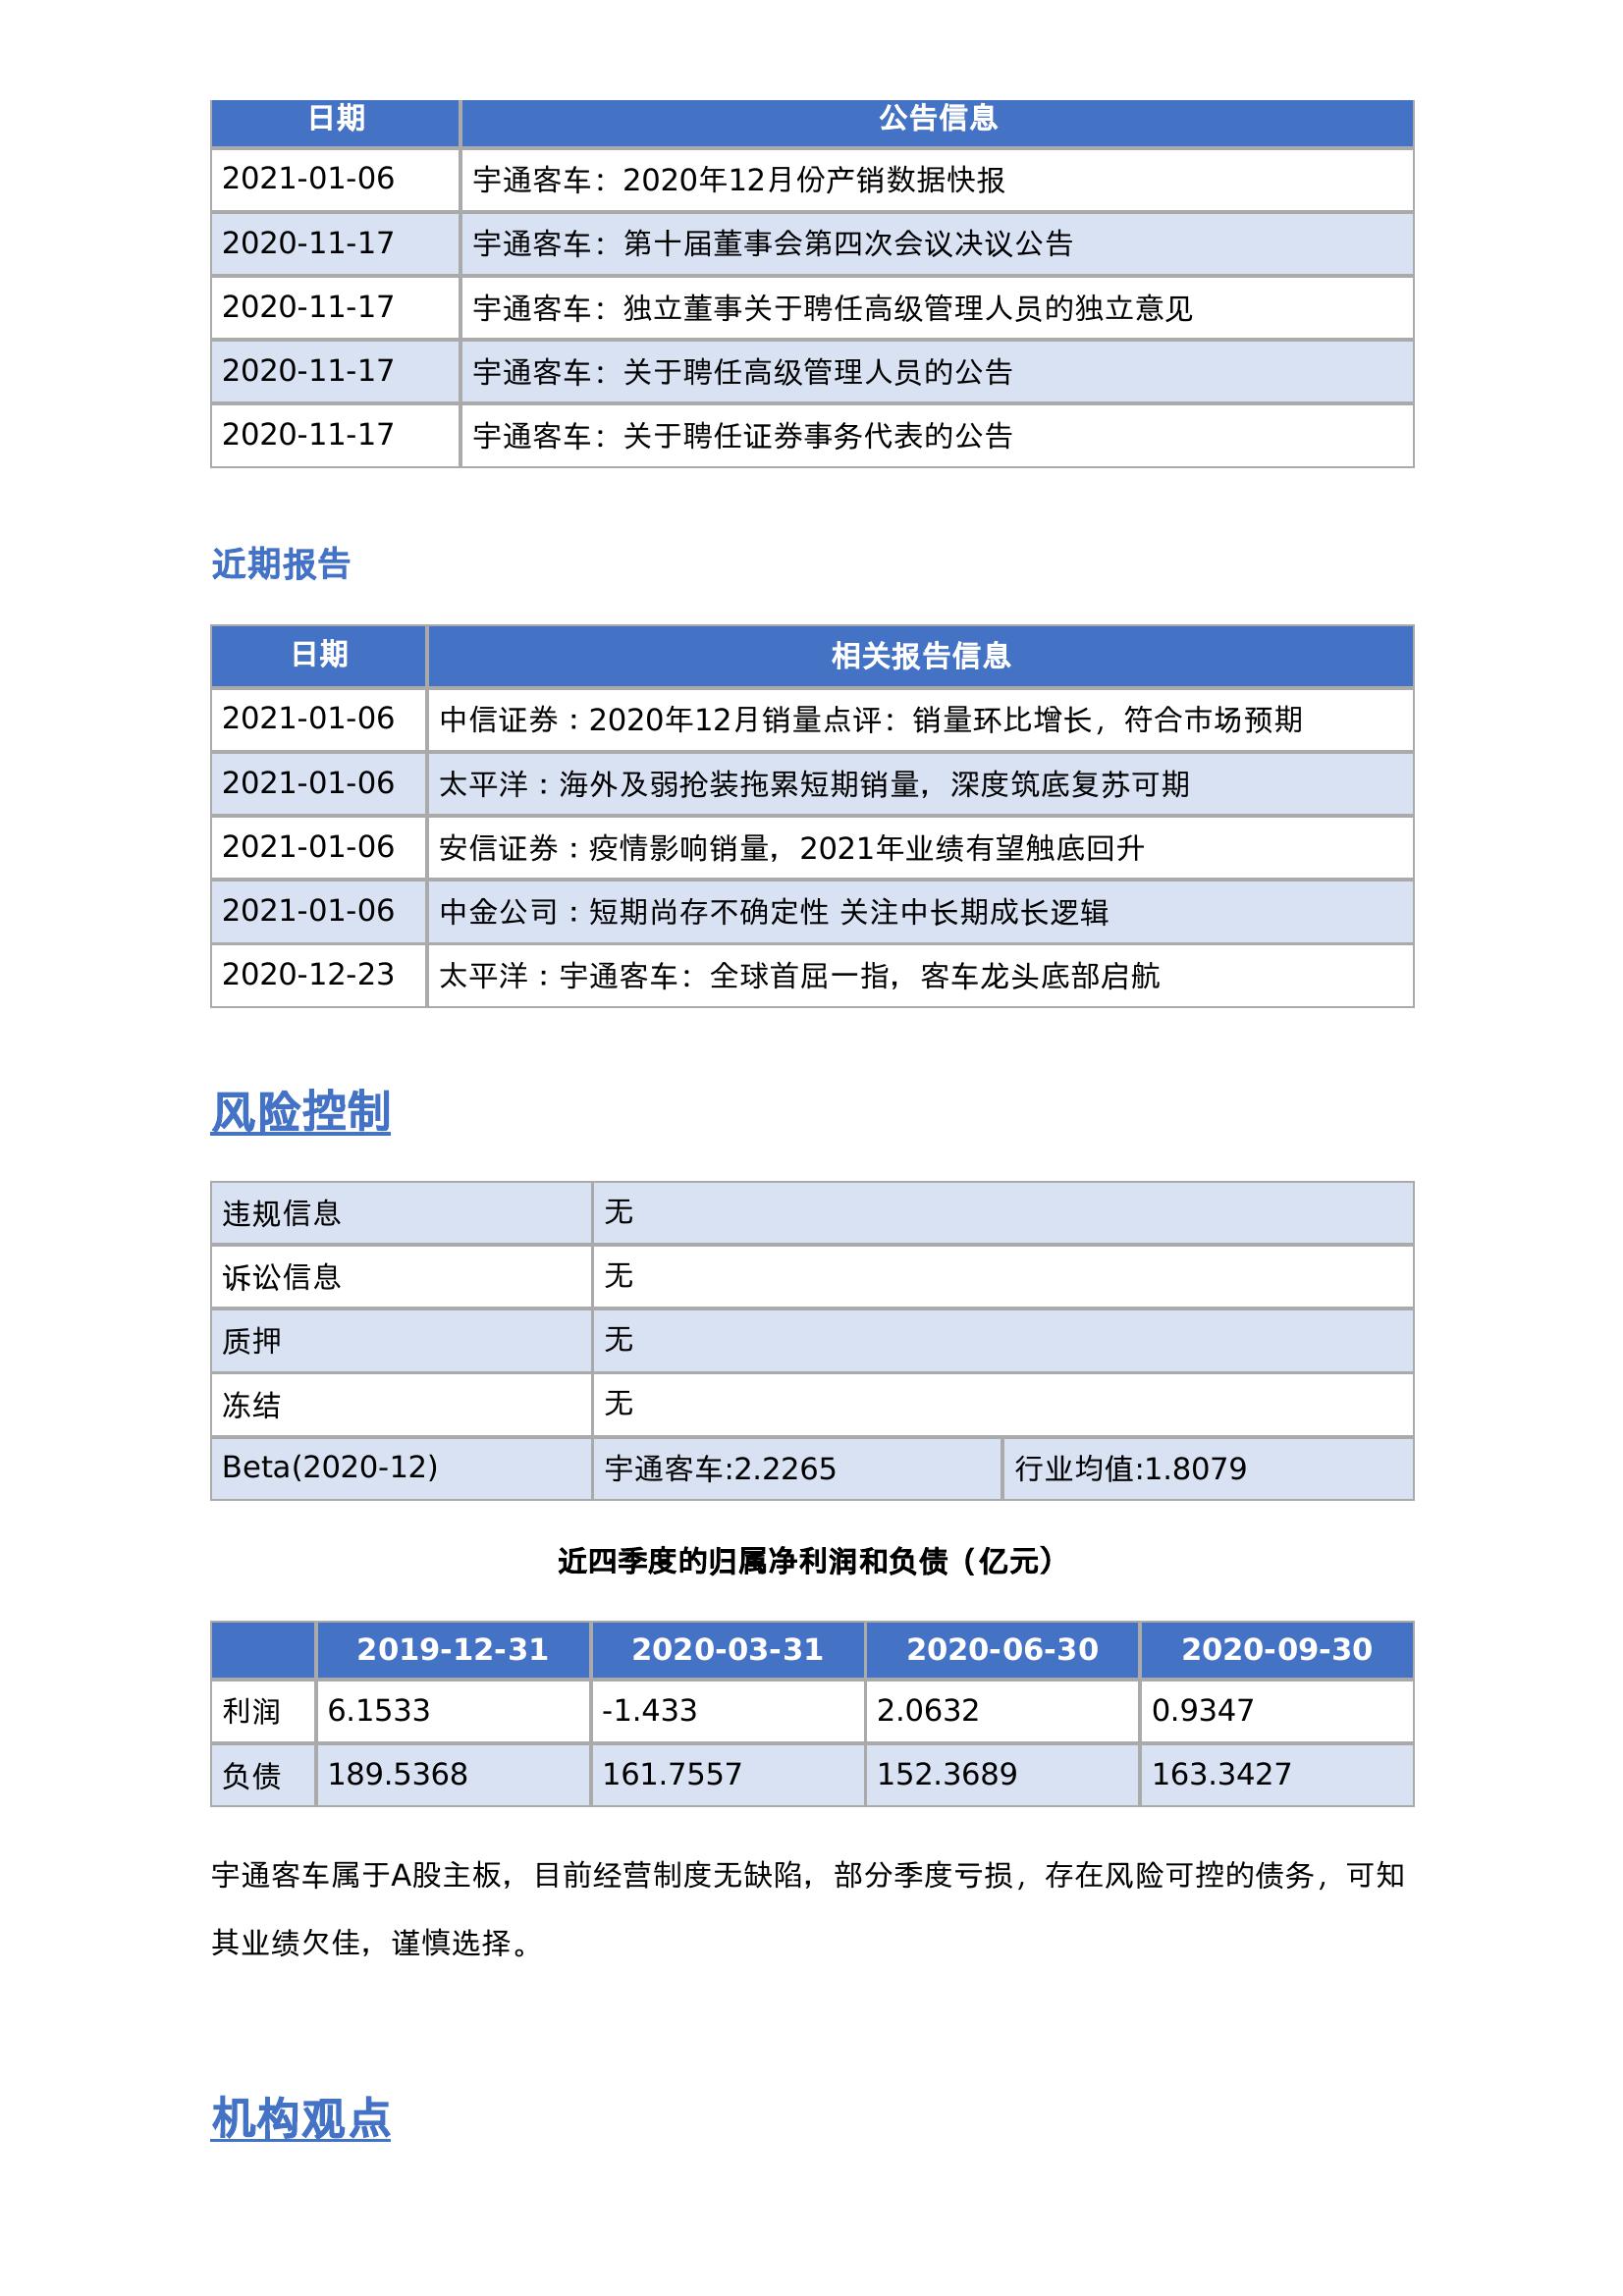 日期 公告信息
2021-01-06 宇通客车：2020年12月份产销数据快报
2020-11-17 宇通客车：第十届董事会第四次会议决议公告
2020-11-17 宇通客车：独立董事关于聘任高级管理人员的独立意见
2020-11-17 宇通客车：关于聘任高级管理人员的公告
2020-11-17 宇通客车：关于聘任证券事务代表的公告
近期报告
日期 相关报告信息
2021-01-06 中信证券：2020年12月销量点评：销量环比增长，符合市场预期
2021-01-06 太平洋：海外及弱抢装拖累短期销量，深度筑底复苏可期
2021-01-06 安信证券：疫情影响销量，2021年业绩有望触底回升
2021-01-06 中金公司：短期尚存不确定性 关注中长期成长逻辑
2020-12-23 太平洋：宇通客车：全球首屈一指，客车龙头底部启航
风险控制
违规信息 无
诉讼信息 无
质押 无
冻结 无
Beta(2020-12) 宇通客车:2.2265 行业均值:1.8079
近四季度的归属净利润和负债（亿元）
2019-12-31 2020-03-31 2020-06-30 2020-09-30
利润 6.1533 -1.433 2.0632 0.9347
负债 189.5368 161.7557 152.3689 163.3427
宇通客车属于A股主板，目前经营制度无缺陷，部分季度亏损，存在风险可控的债务，可知
其业绩欠佳，谨慎选择。
机构观点